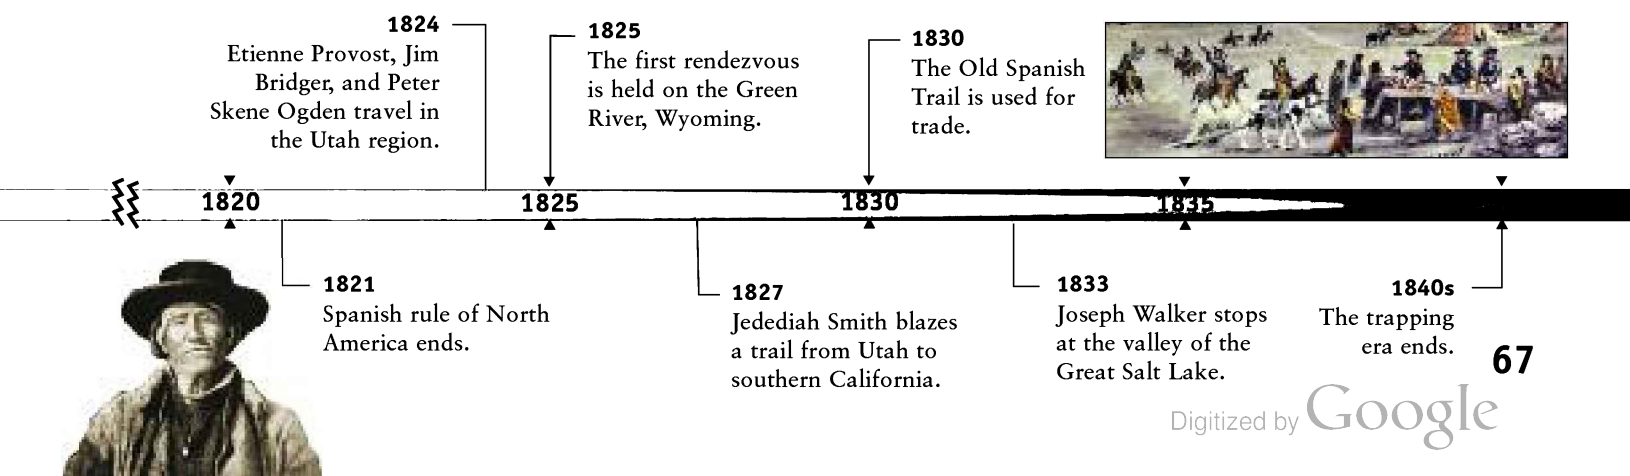 1824
Etienne Provost, Jim
Bridger, and Peter
Skene Ogden travel in
the Utah region.
1825
The first rendezvous
is held on the Green
River, Wyoming.
1830
The Old Spanish
Trail is used for
trade.
1820
1825
1830
1835
1821
Spanish rule of North
America ends.
1827
Jedediah Smith blazes
a trail from Utah to
southern California.
1833
Joseph Walker stops
at the valley of the
Great Salt Lake.
1840s
The trapping
era ends.
67
Digitized by Google